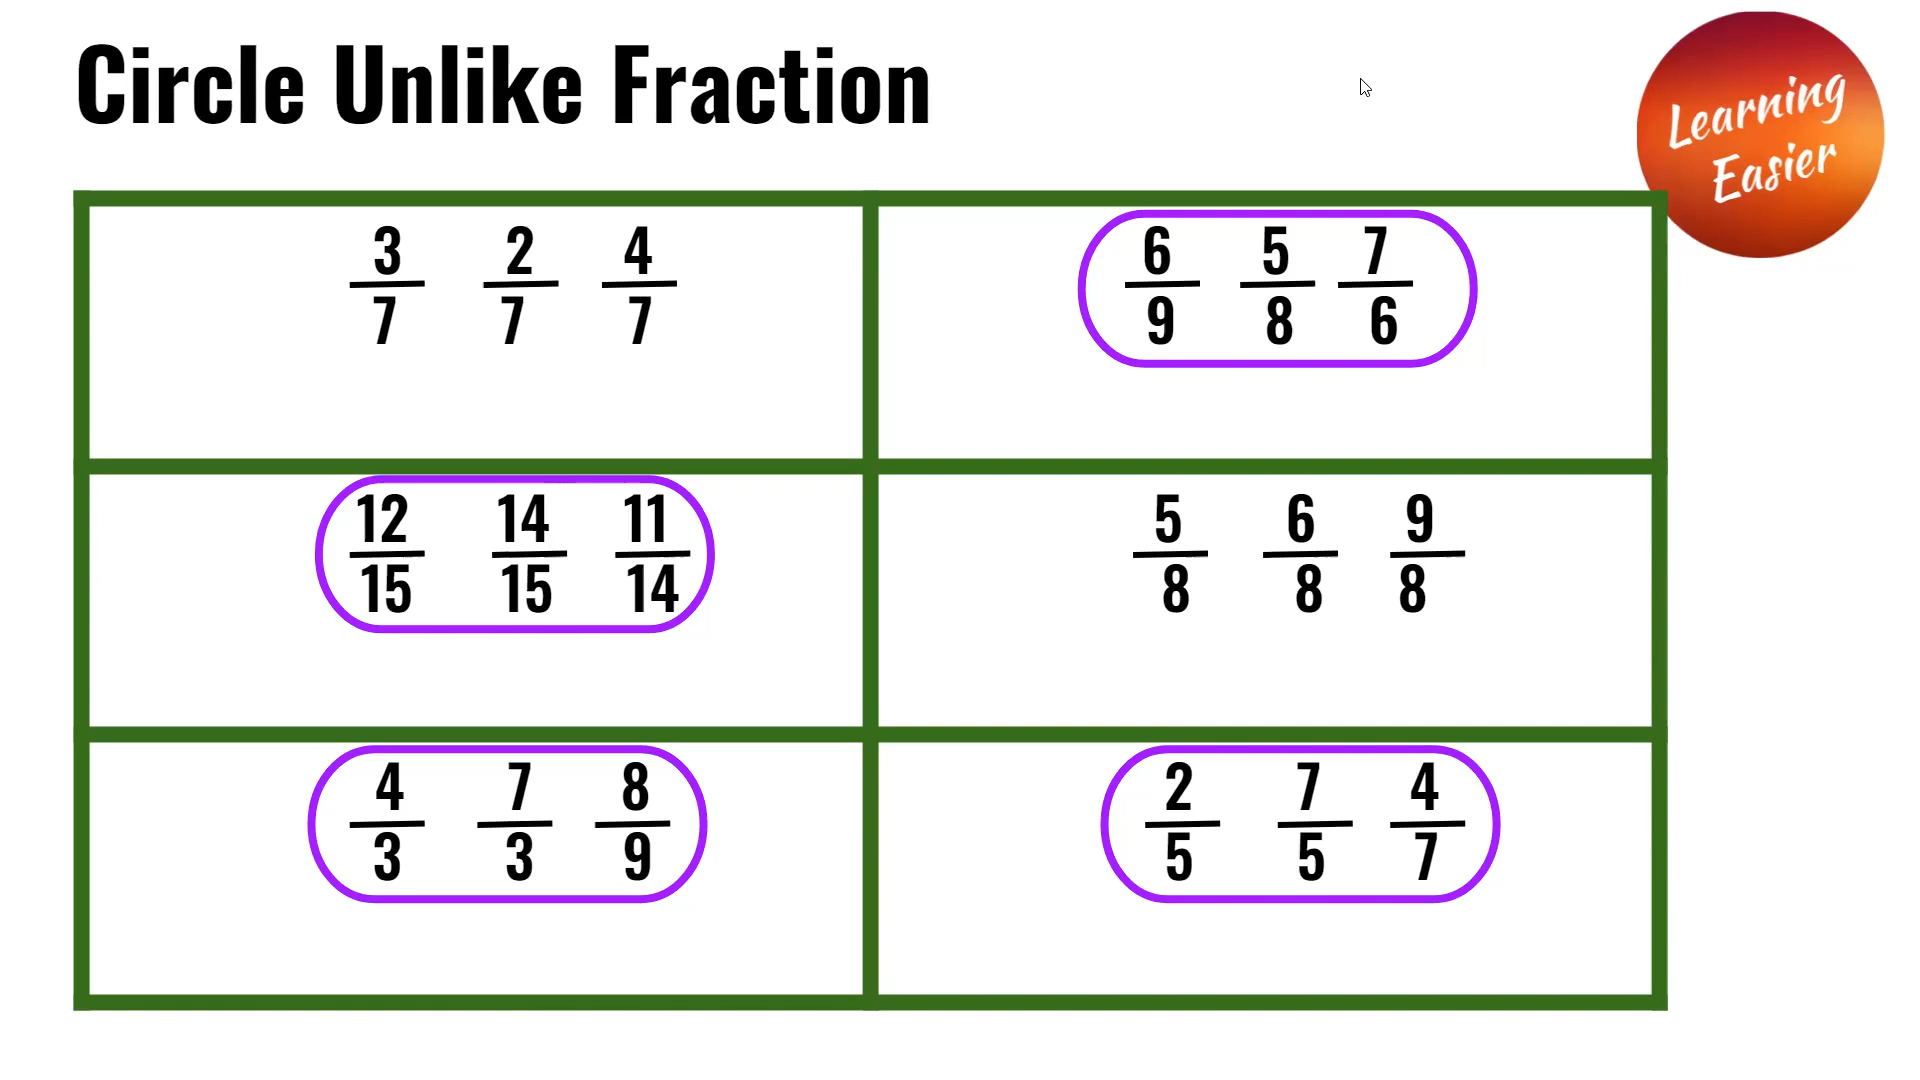 Circle Unlike Fraction
Learning
Easier
3/7 2/7 4/7
6/9 5/8 7/6
12/15 14/15 11/14
5/8 6/8 9/8
4/3 7/3 8/9
2/5 7/5 4/7